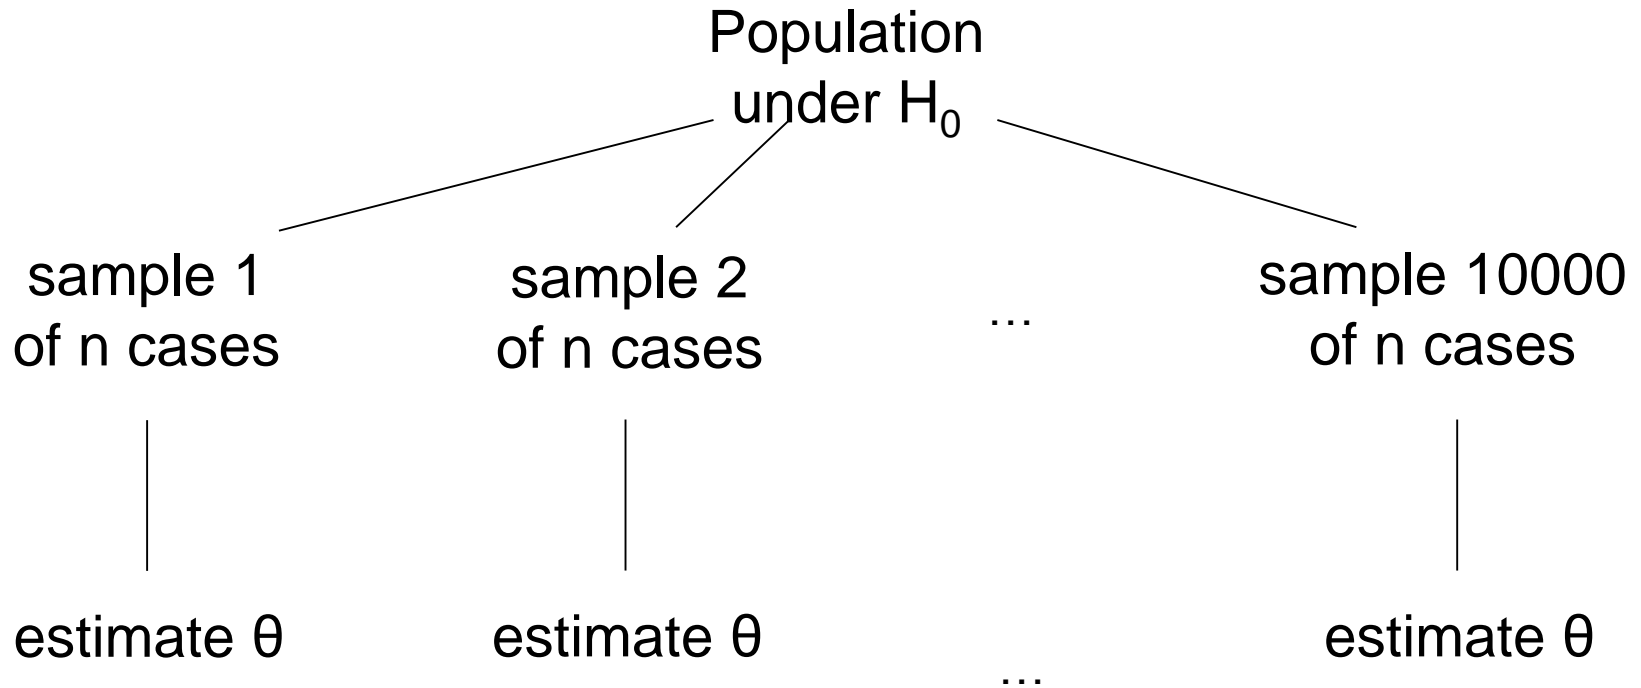 Population
under H₀
sample 1
of n cases
sample 2
of n cases
...
sample 10000
of n cases
estimate θ
estimate θ
...
estimate θ